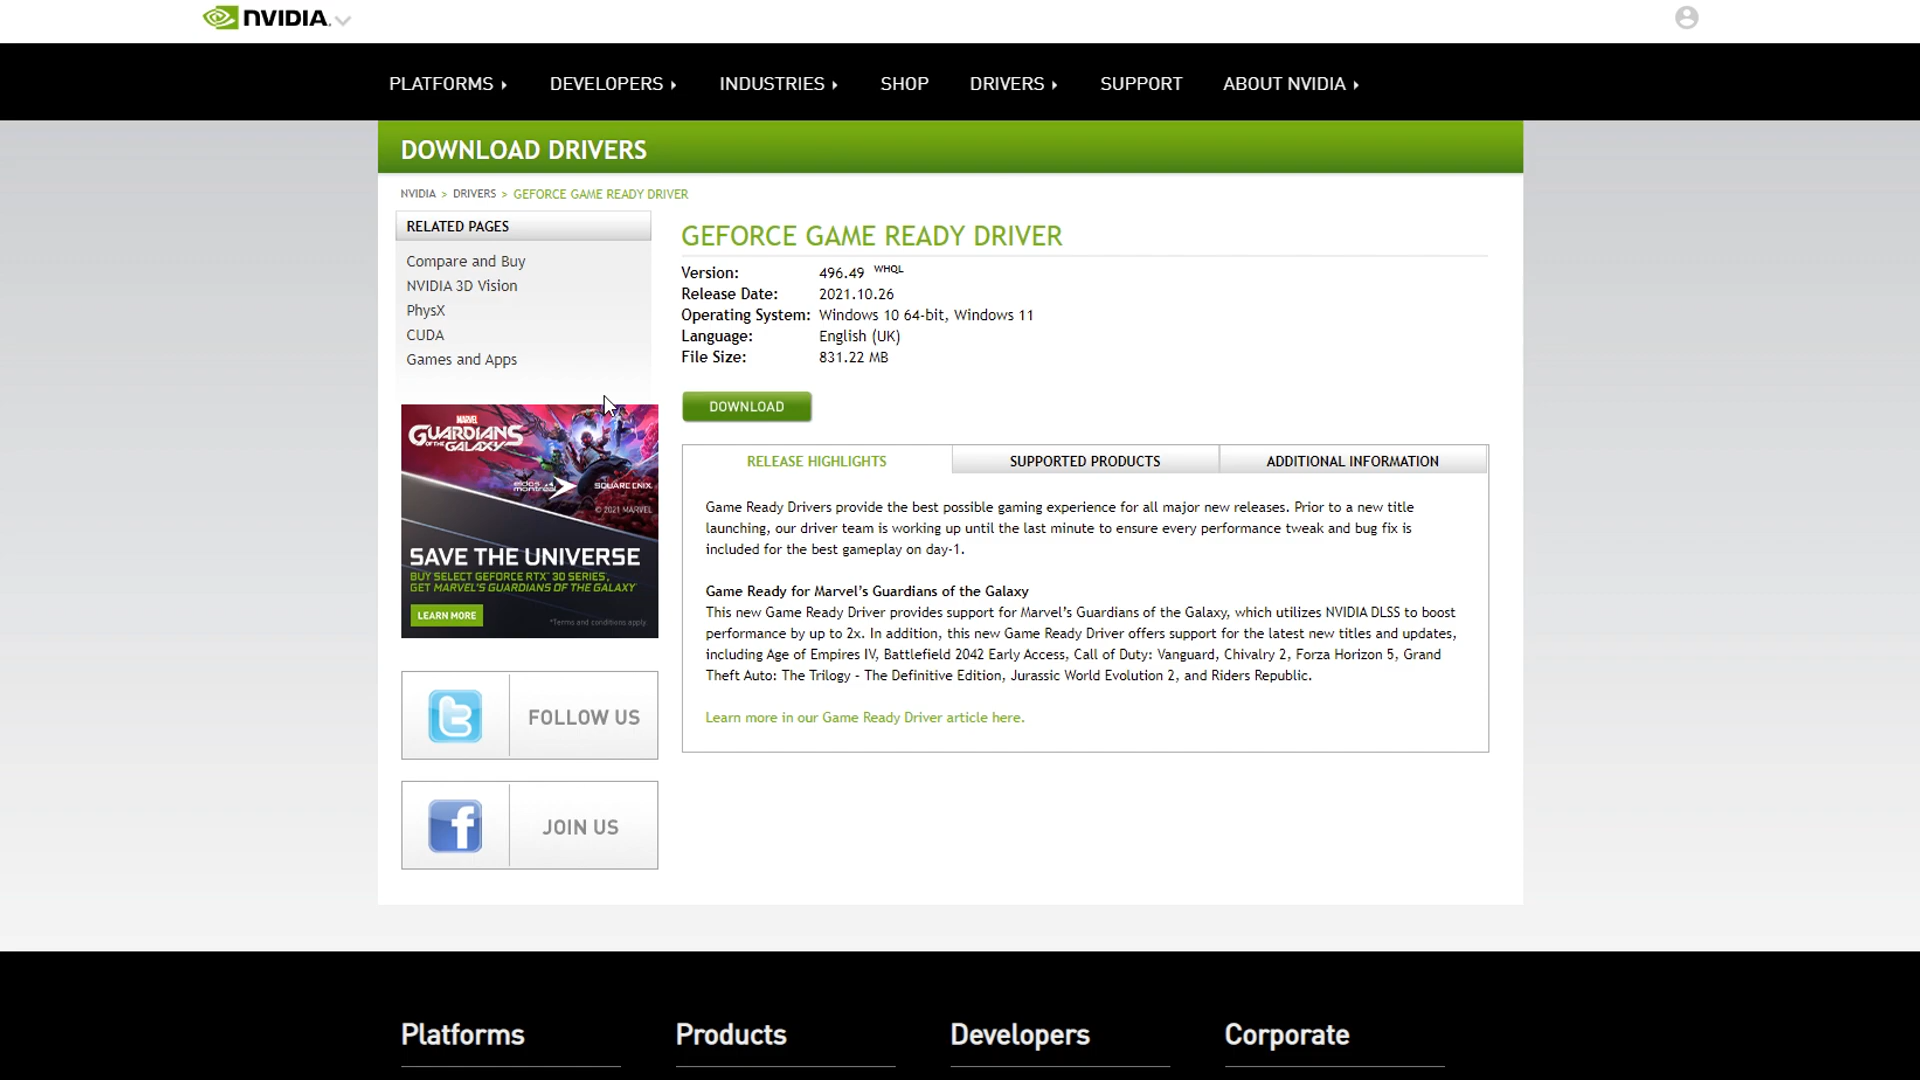 NVIDIA.
PLATFORMS
DEVELOPERS
INDUSTRIES
SHOP
DRIVERS
SUPPORT
ABOUT NVIDIA
DOWNLOAD DRIVERS
NVIDIA > DRIVERS > GEFORCE GAME READY DRIVER
RELATED PAGES
Compare and Buy
NVIDIA 3D Vision
PhysX
CUDA
Games and Apps
MARVEL
GUARDIANS
OF THE GALAXY
eidos
montréal
SQUARE ENIX
© 2021 MARVEL
SAVE THE UNIVERSE
BUY SELECT GEFORCE RTX™ 30 SERIES,
GET MARVEL'S GUARDIANS OF THE GALAXY
LEARN MORE
*Terms and conditions apply.
FOLLOW US
JOIN US
GEFORCE GAME READY DRIVER
Version: 496.49 WHQL
Release Date: 2021.10.26
Operating System: Windows 10 64-bit, Windows 11
Language: English (UK)
File Size: 831.22 MB
DOWNLOAD
RELEASE HIGHLIGHTS
SUPPORTED PRODUCTS
ADDITIONAL INFORMATION
Game Ready Drivers provide the best possible gaming experience for all major new releases. Prior to a new title
launching, our driver team is working up until the last minute to ensure every performance tweak and bug fix is
included for the best gameplay on day-1.
Game Ready for Marvel's Guardians of the Galaxy
This new Game Ready Driver provides support for Marvel's Guardians of the Galaxy, which utilizes NVIDIA DLSS to boost
performance by up to 2x. In addition, this new Game Ready Driver offers support for the latest new titles and updates,
including Age of Empires IV, Battlefield 2042 Early Access, Call of Duty: Vanguard, Chivalry 2, Forza Horizon 5, Grand
Theft Auto: The Trilogy - The Definitive Edition, Jurassic World Evolution 2, and Riders Republic.
Learn more in our Game Ready Driver article here.
Platforms
Products
Developers
Corporate